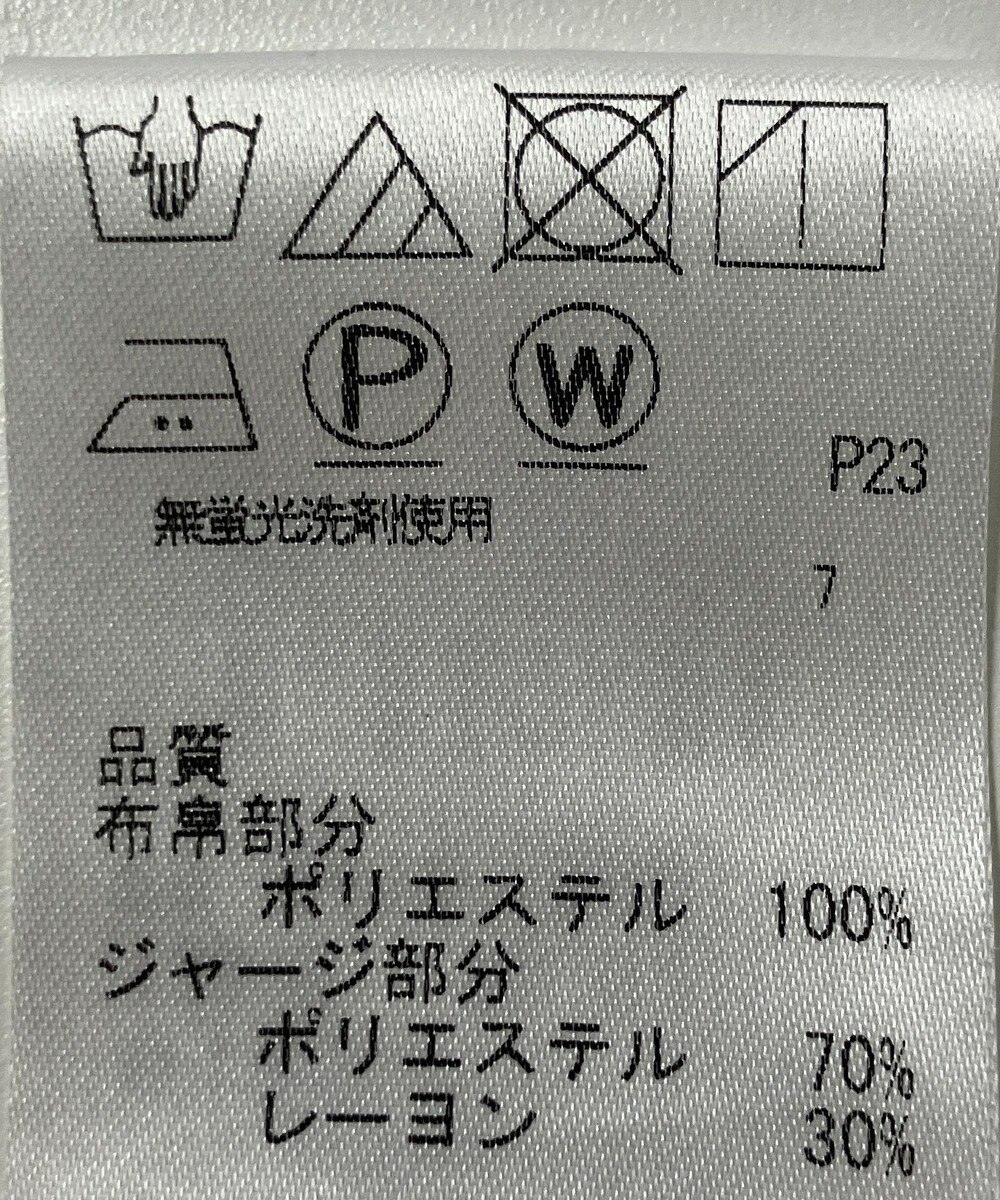 P W
P23
無蛍光洗剤使用
7
品質
布帛部分
ポリエステル 100%
ジャージ部分
ポリエステル 70%
レーヨン 30%